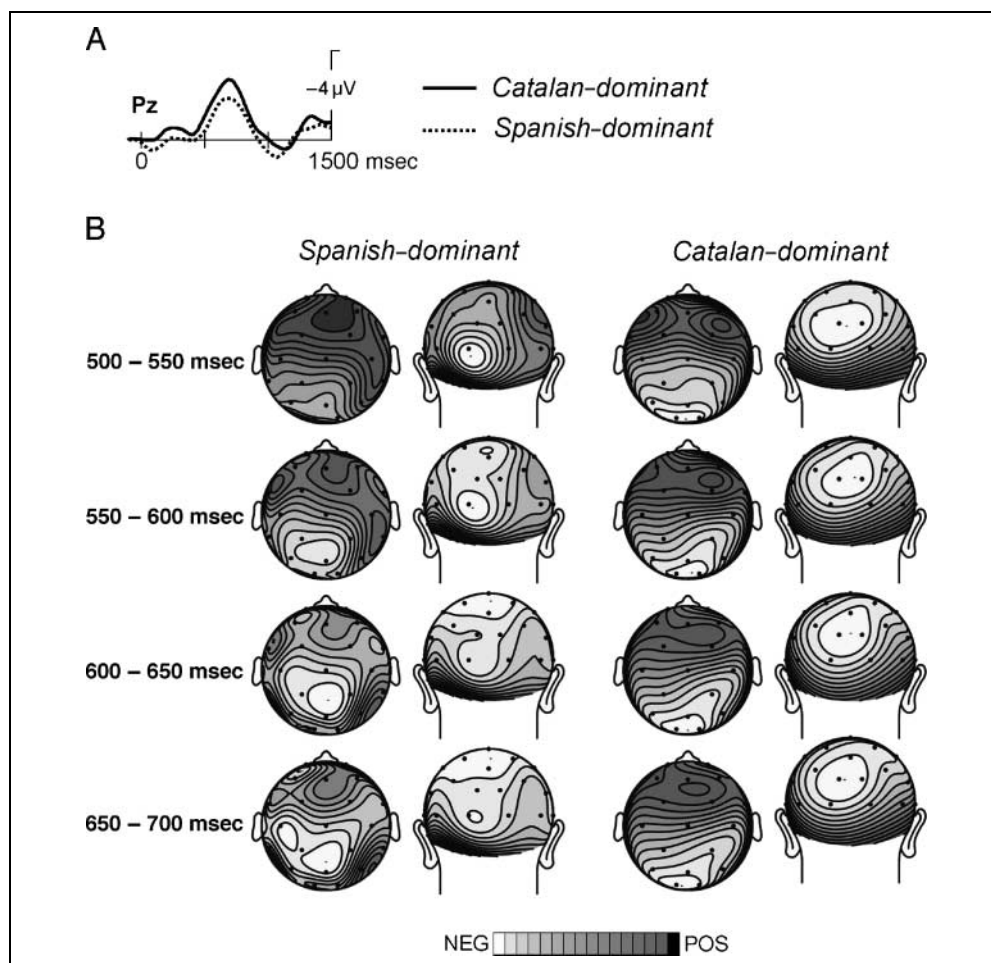 A
−4 µV
Pz
Catalan-dominant
Spanish-dominant
0
1500 msec
B
Spanish-dominant
Catalan-dominant
500 – 550 msec
550 – 600 msec
600 – 650 msec
650 – 700 msec
NEG
POS